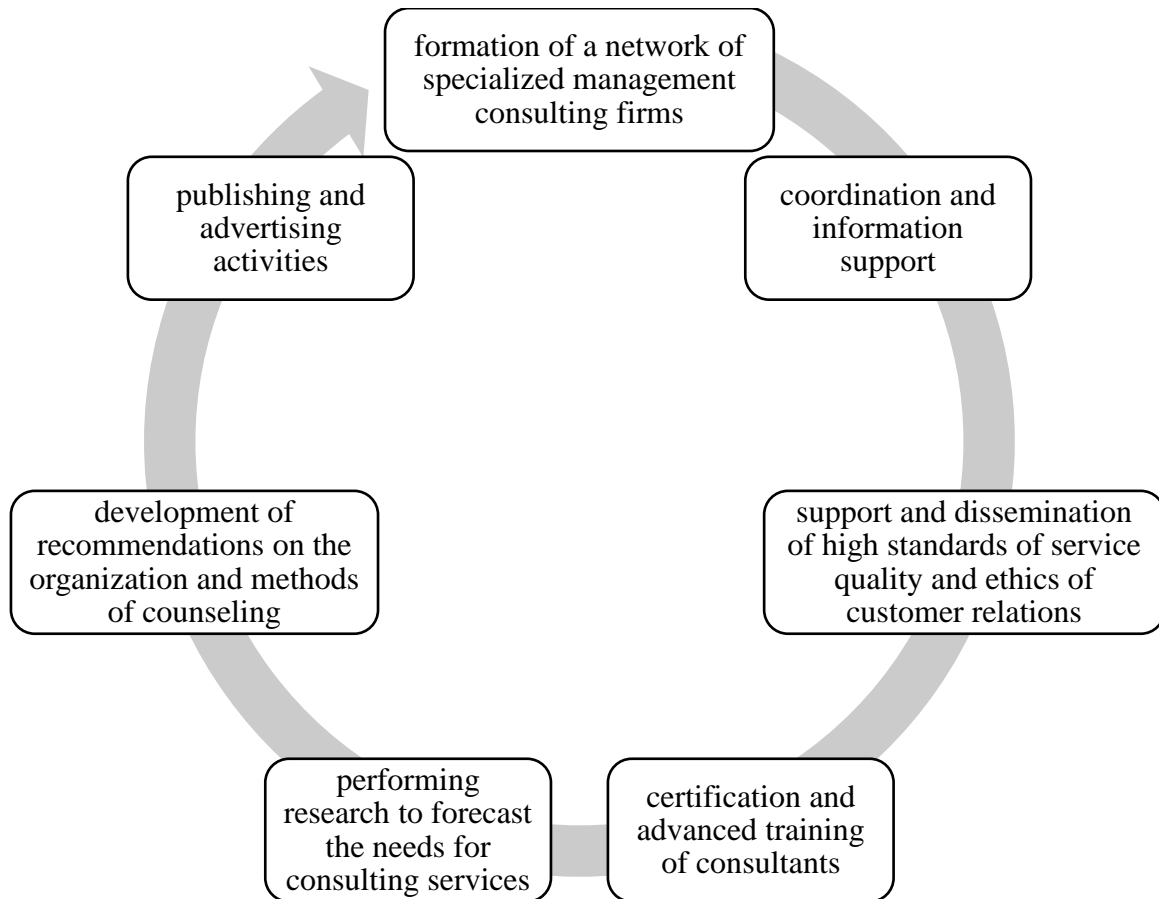 formation of a network of
specialized management
consulting firms
coordination and
information
support
support and dissemination
of high standards of service
quality and ethics of
customer relations
certification and
advanced training
of consultants
performing
research to forecast
the needs for
consulting services
development of
recommendations on the
organization and methods
of counseling
publishing and
advertising
activities